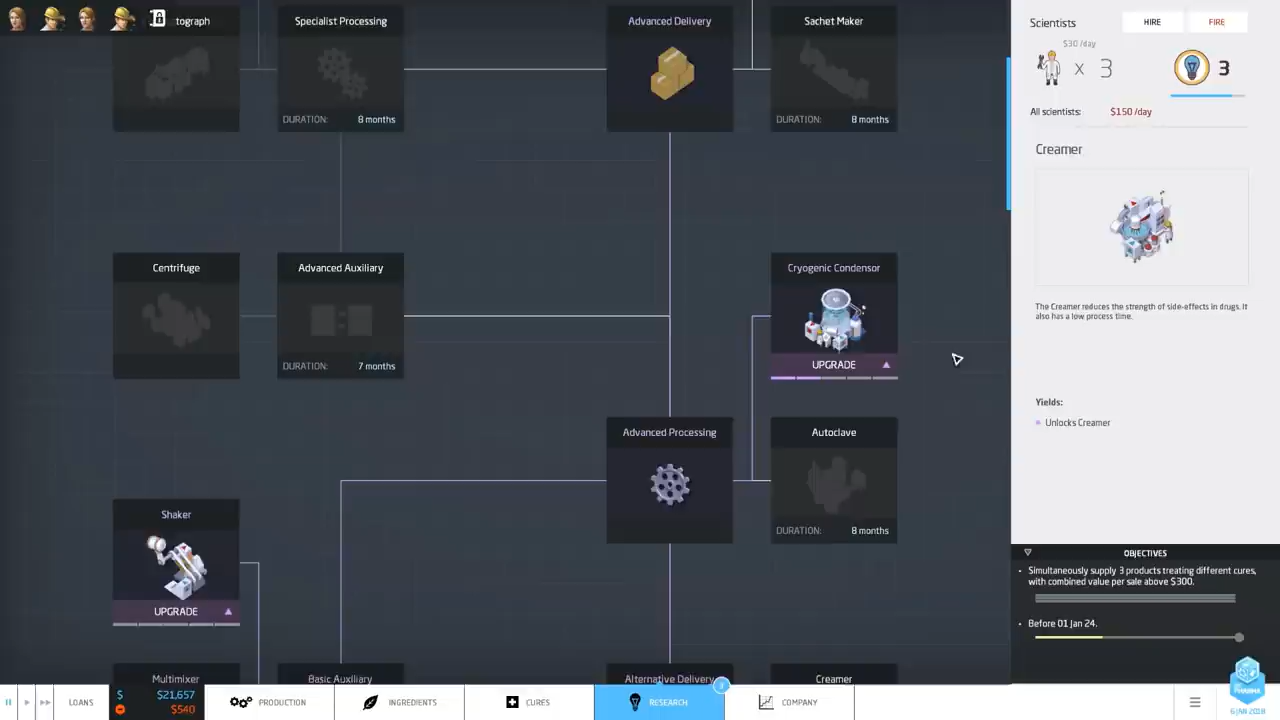 tograph
Specialist Processing
DURATION: 8 months
Advanced Delivery
Sachet Maker
DURATION: 8 months
Centrifuge
Advanced Auxiliary
DURATION: 7 months
Cryogenic Condensor
UPGRADE
Advanced Processing
Autoclave
DURATION: 8 months
Shaker
UPGRADE
Multimixer
Basic Auxiliary
Alternative Delivery
Creamer
Scientists
HIRE
FIRE
$30 /day
X 3
3
All scientists: $150 /day
Creamer
The Creamer reduces the strength of side-effects in drugs. It
also has a low process time.
Yields:
Unlocks Creamer
OBJECTIVES
Simultaneously supply 3 products treating different cures,
with combined value per sale above $300.
Before 01 Jan 24.
LOANS
$ $21,657
$540
PRODUCTION
INGREDIENTS
CURES
RESEARCH
3
COMPANY
PHARMA
6 JAN 2018